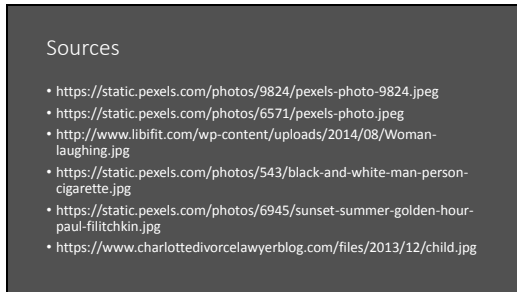 Sources
• https://static.pexels.com/photos/9824/pexels-photo-9824.jpeg
• https://static.pexels.com/photos/6571/pexels-photo.jpeg
• http://www.libifit.com/wp-content/uploads/2014/08/Woman-
laughing.jpg
• https://static.pexels.com/photos/543/black-and-white-man-person-
cigarette.jpg
• https://static.pexels.com/photos/6945/sunset-summer-golden-hour-
paul-filitchkin.jpg
• https://www.charlottedivorcelawyerblog.com/files/2013/12/child.jpg